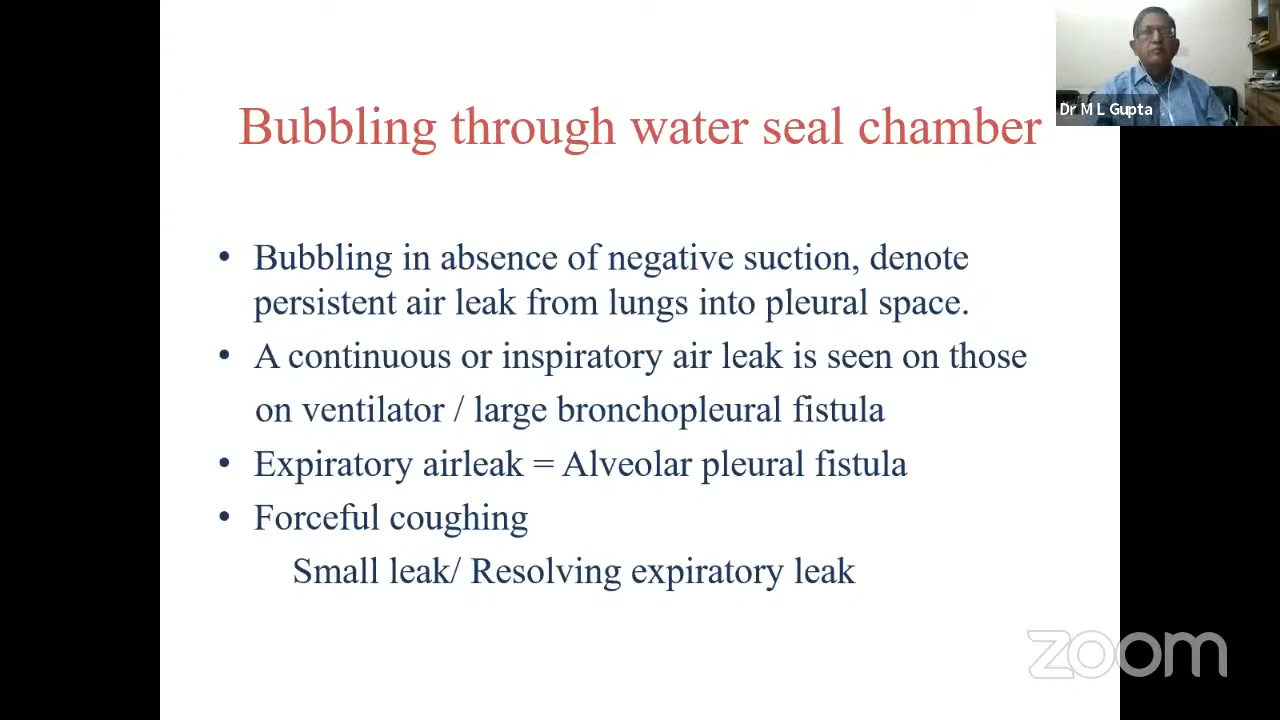 Dr M L Gupta
Bubbling through water seal chamber
• Bubbling in absence of negative suction, denote
persistent air leak from lungs into pleural space.
• A continuous or inspiratory air leak is seen on those
on ventilator / large bronchopleural fistula
• Expiratory airleak = Alveolar pleural fistula
• Forceful coughing
Small leak/ Resolving expiratory leak
zoom